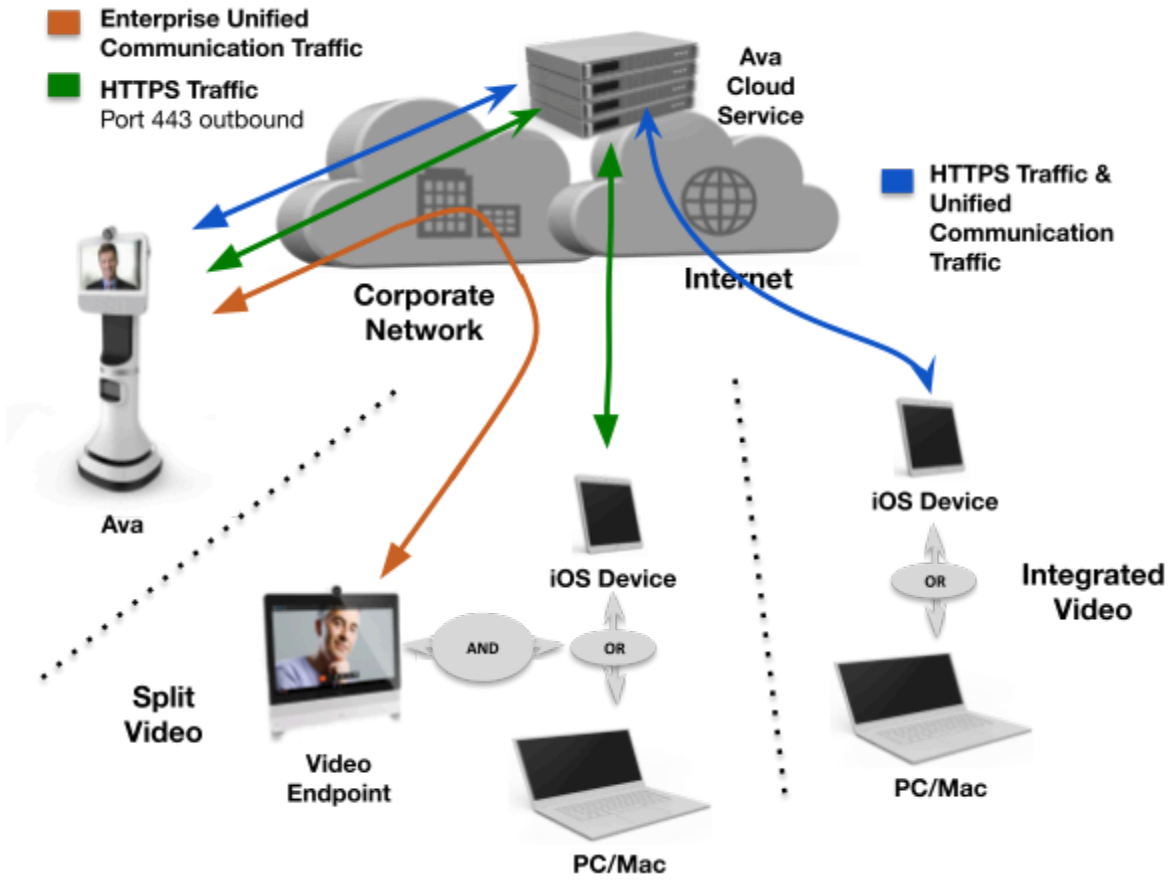 Enterprise Unified
Communication Traffic
HTTPS Traffic
Port 443 outbound
Ava
Cloud
Service
HTTPS Traffic &
Unified
Communication
Traffic
Internet
Corporate
Network
Ava
iOS Device
iOS Device
OR
Integrated
Video
AND
OR
Split
Video
Video
Endpoint
PC/Mac
PC/Mac